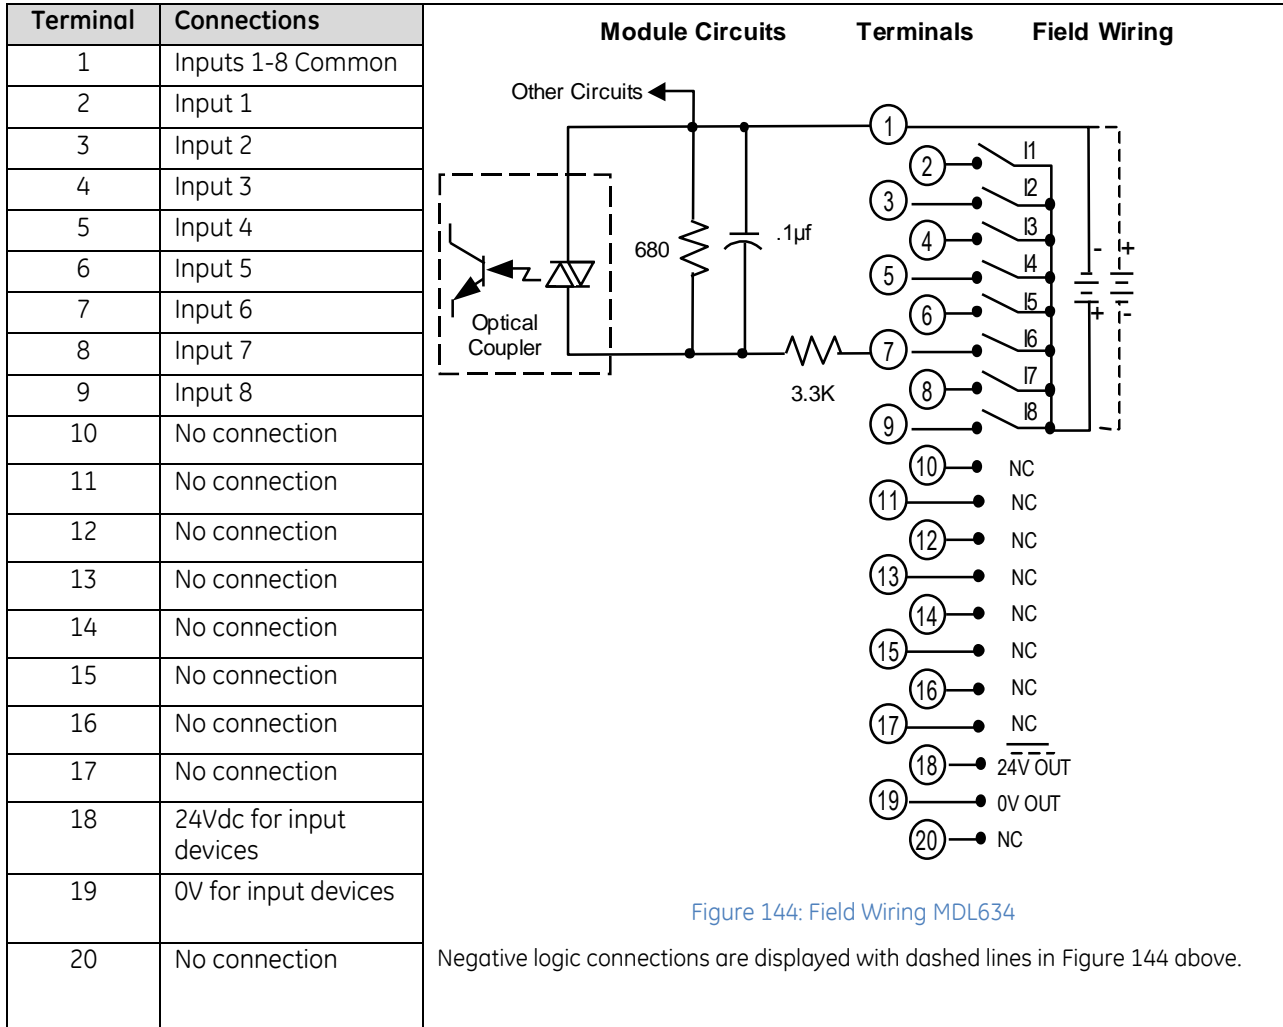 Terminal Connections
1 Inputs 1-8 Common
2 Input 1
3 Input 2
4 Input 3
5 Input 4
6 Input 5
7 Input 6
8 Input 7
9 Input 8
10 No connection
11 No connection
12 No connection
13 No connection
14 No connection
15 No connection
16 No connection
17 No connection
18 24Vdc for input
devices
19 0V for input devices
20 No connection
Module Circuits Terminals Field Wiring
Other Circuits
Optical
Coupler
680
.1µf
3.3K
1
2 I1
3 I2
4 I3
5 I4
6 I5
7 I6
8 I7
9 I8
- +
+ -
10 NC
11 NC
12 NC
13 NC
14 NC
15 NC
16 NC
17 NC
18 24V OUT
19 0V OUT
20 NC
Figure 144: Field Wiring MDL634
Negative logic connections are displayed with dashed lines in Figure 144 above.